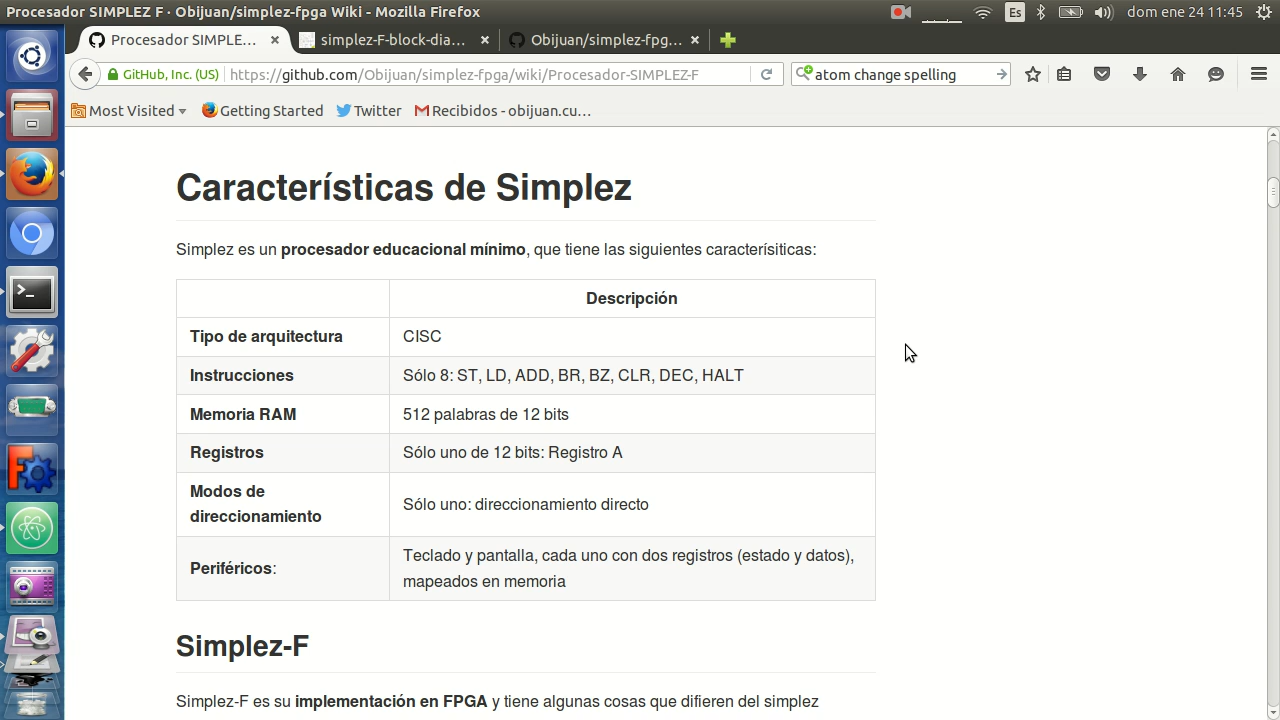 Procesador SIMPLEZ F · Obijuan/simplez-fpga Wiki - Mozilla Firefox
Es
dom ene 24 11:45
Procesador SIMPLE...
simplez-F-block-dia...
Obijuan/simplez-fpg...
GitHub, Inc. (US)
https://github.com/Obijuan/simplez-fpga/wiki/Procesador-SIMPLEZ-F
atom change spelling
Most Visited
Getting Started
Twitter
Recibidos - obijuan.cu...
Características de Simplez
Simplez es un procesador educacional mínimo, que tiene las siguientes caracterísiticas:
Descripción
Tipo de arquitectura
CISC
Instrucciones
Sólo 8: ST, LD, ADD, BR, BZ, CLR, DEC, HALT
Memoria RAM
512 palabras de 12 bits
Registros
Sólo uno de 12 bits: Registro A
Modos de
direccionamiento
Sólo uno: direccionamiento directo
Periféricos:
Teclado y pantalla, cada uno con dos registros (estado y datos),
mapeados en memoria
Simplez-F
Simplez-F es su implementación en FPGA y tiene algunas cosas que difieren del simplez